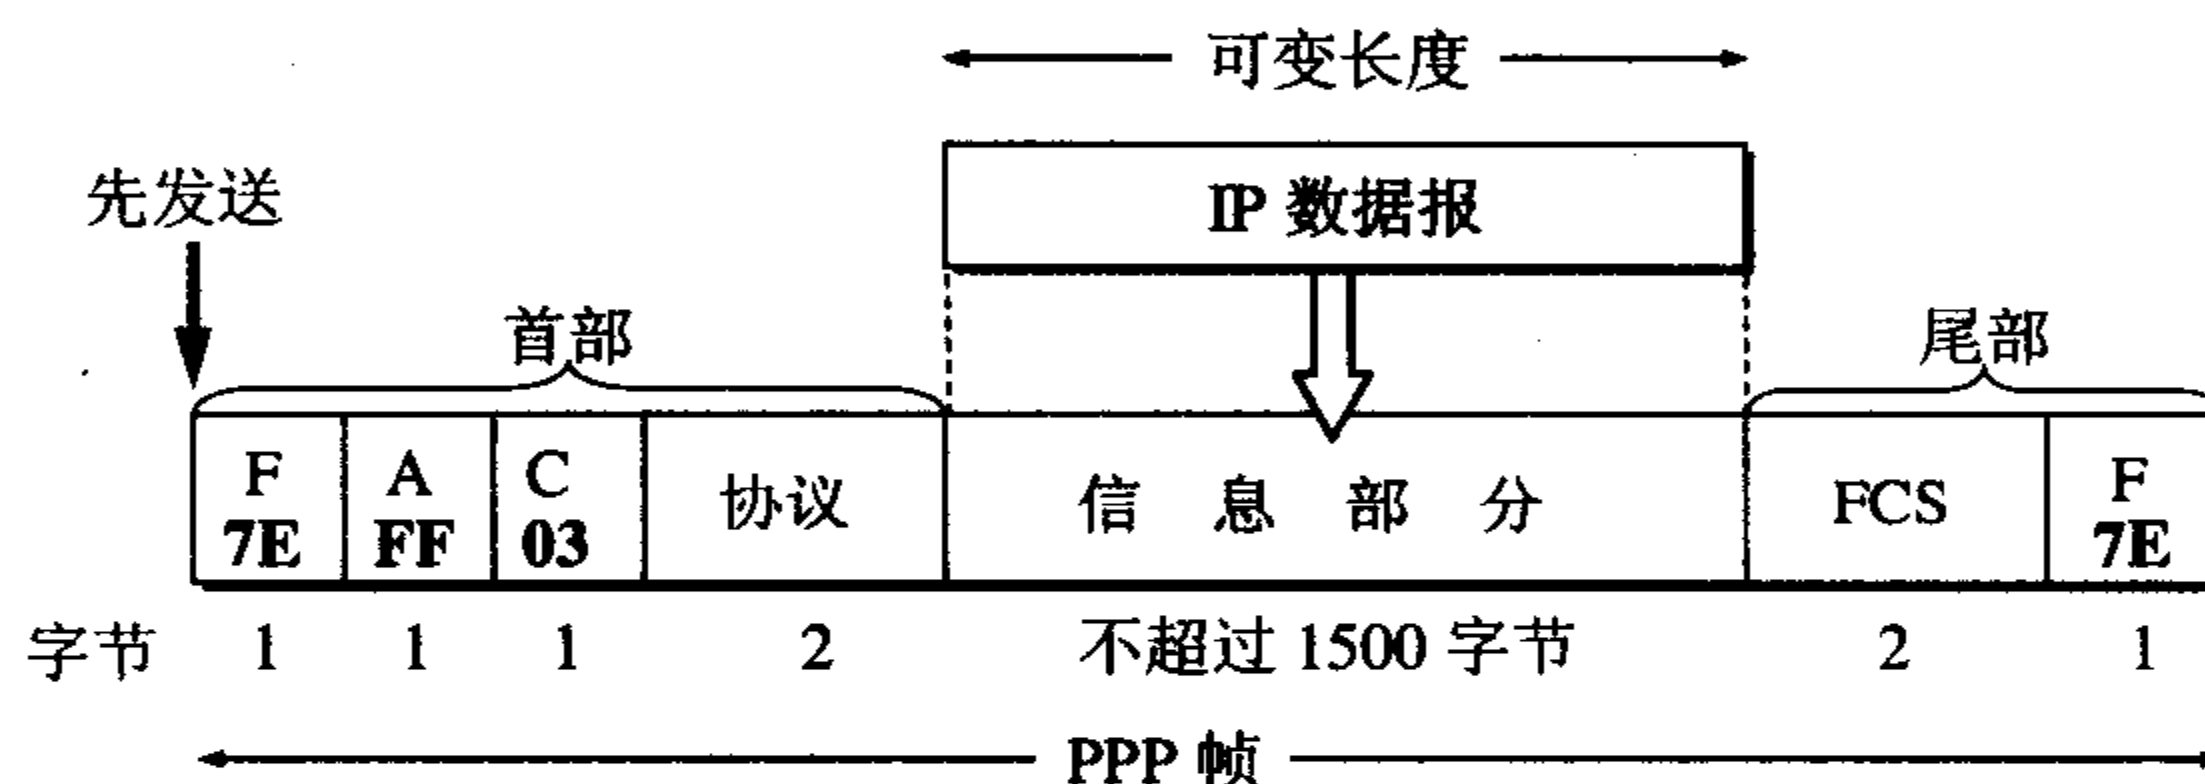 可变长度
IP 数据报
先发送
首部
尾部
F A C 协议 信息部分 FCS F
7E FF 03 7E
字节 1 1 1 2 不超过 1500 字节 2 1
PPP 帧